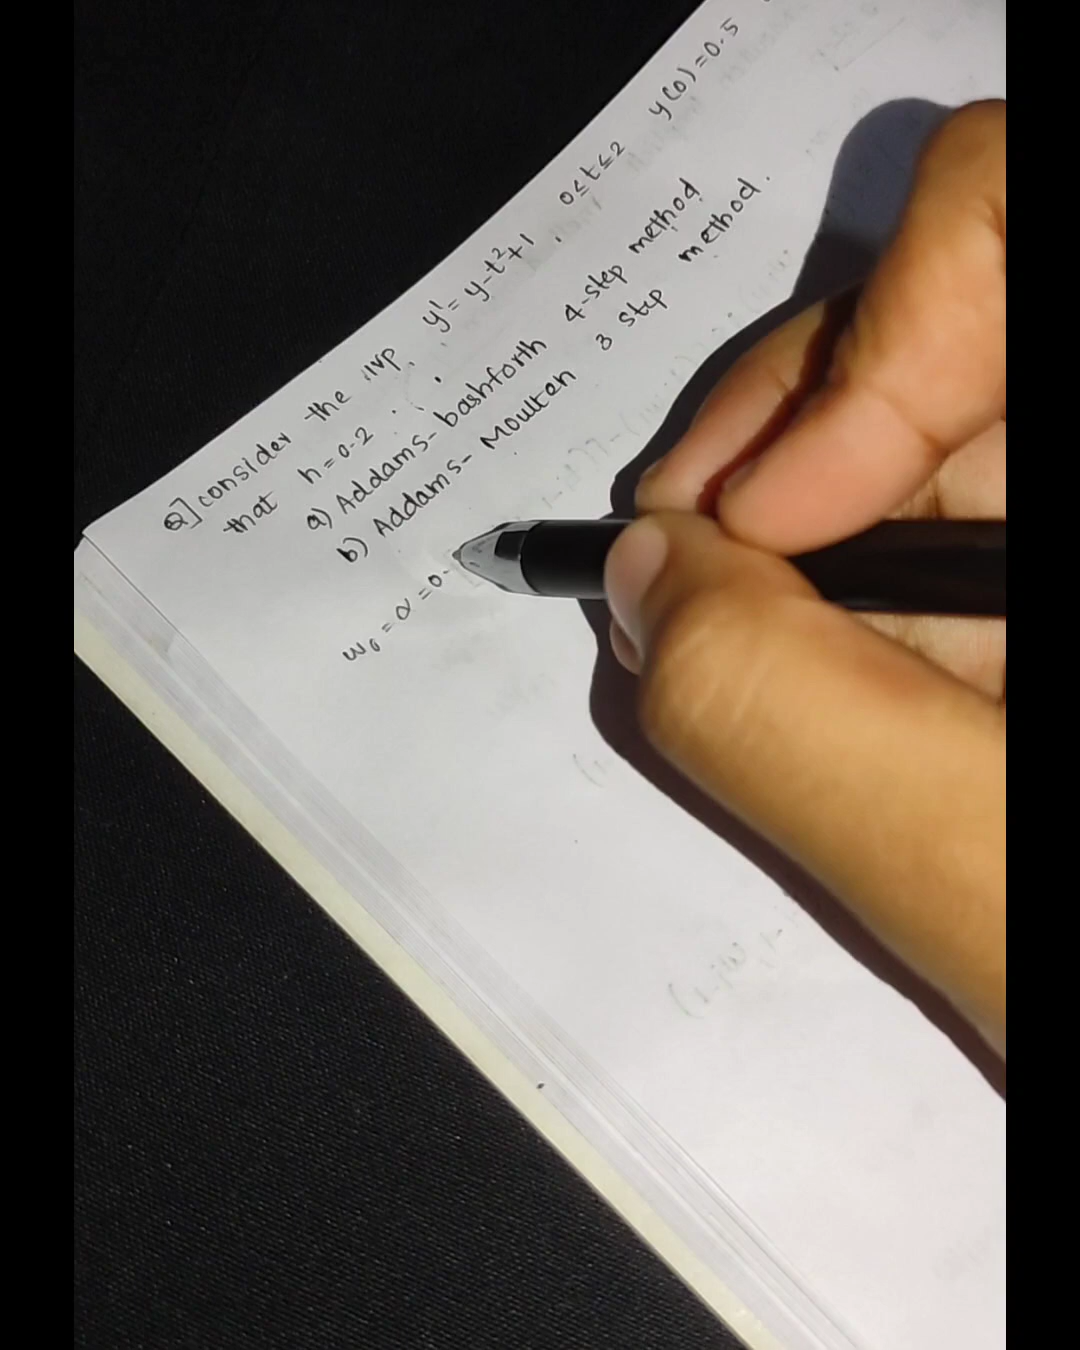 Q] consider the IVP. y' = y-t²+1, 0≤t≤2 y(0)=0.5
that h=0.2
a) Addams-bashforth 4-step method
b) Addams-Moulten 3 step method.
w₀ = α = 0.